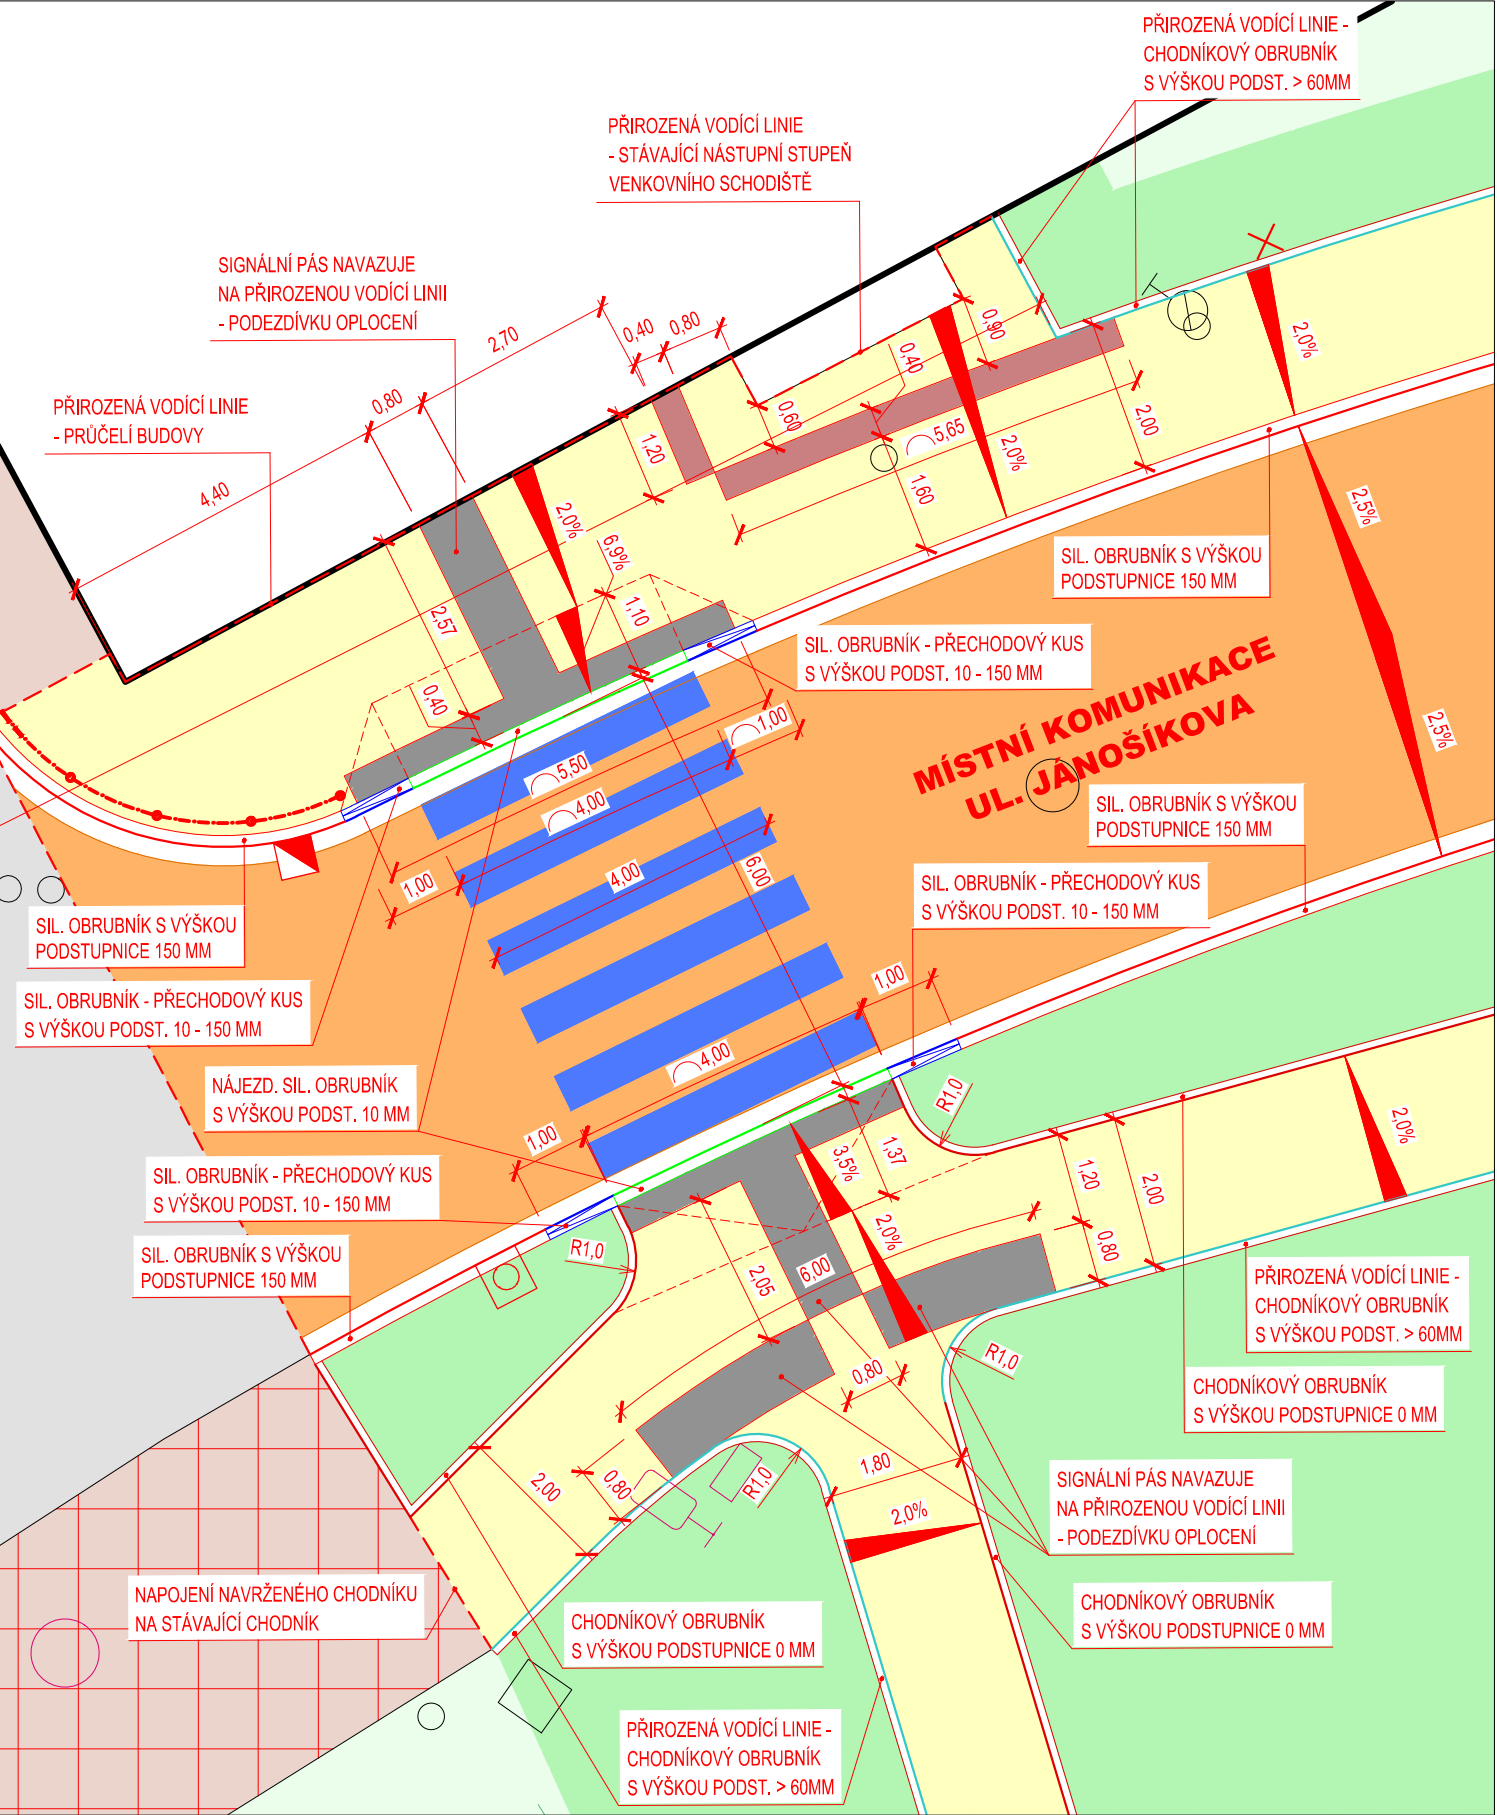 PŘIROZENÁ VODÍCÍ LINIE -
CHODNÍKOVÝ OBRUBNÍK
S VÝŠKOU PODST. > 60MM
PŘIROZENÁ VODÍCÍ LINIE
- STÁVAJÍCÍ NÁSTUPNÍ STUPEŇ
VENKOVNÍHO SCHODIŠTĚ
SIGNÁLNÍ PÁS NAVAZUJE
NA PŘIROZENOU VODÍCÍ LINII
- PODEZDÍVKU OPLOCENÍ
PŘIROZENÁ VODÍCÍ LINIE
- PRŮČELÍ BUDOVY
4,40
0,80
2,70
0,40
0,80
0,90
0,40
0,60
1,20
5,65
2,0%
2,00
2,0%
1,60
2,0%
6,9%
1,10
2,57
0,40
2,5%
2,5%
SIL. OBRUBNÍK S VÝŠKOU
PODSTUPNICE 150 MM
SIL. OBRUBNÍK - PŘECHODOVÝ KUS
S VÝŠKOU PODST. 10 - 150 MM
MÍSTNÍ KOMUNIKACE
UL. JÁNOŠÍKOVA
1,00
5,50
4,00
1,00
4,00
6,00
SIL. OBRUBNÍK S VÝŠKOU
PODSTUPNICE 150 MM
SIL. OBRUBNÍK - PŘECHODOVÝ KUS
S VÝŠKOU PODST. 10 - 150 MM
SIL. OBRUBNÍK S VÝŠKOU
PODSTUPNICE 150 MM
SIL. OBRUBNÍK - PŘECHODOVÝ KUS
S VÝŠKOU PODST. 10 - 150 MM
1,00
4,00
1,00
NÁJEZD. SIL. OBRUBNÍK
S VÝŠKOU PODST. 10 MM
SIL. OBRUBNÍK - PŘECHODOVÝ KUS
S VÝŠKOU PODST. 10 - 150 MM
SIL. OBRUBNÍK S VÝŠKOU
PODSTUPNICE 150 MM
R1,0
R1,0
1,37
3,5%
2,0%
2,05
6,00
1,20
2,00
0,80
2,0%
0,80
R1,0
PŘIROZENÁ VODÍCÍ LINIE -
CHODNÍKOVÝ OBRUBNÍK
S VÝŠKOU PODST. > 60MM
CHODNÍKOVÝ OBRUBNÍK
S VÝŠKOU PODSTUPNICE 0 MM
2,00
0,80
R1,0
1,80
2,0%
SIGNÁLNÍ PÁS NAVAZUJE
NA PŘIROZENOU VODÍCÍ LINII
- PODEZDÍVKU OPLOCENÍ
NAPOJENÍ NAVRŽENÉHO CHODNÍKU
NA STÁVAJÍCÍ CHODNÍK
CHODNÍKOVÝ OBRUBNÍK
S VÝŠKOU PODSTUPNICE 0 MM
CHODNÍKOVÝ OBRUBNÍK
S VÝŠKOU PODSTUPNICE 0 MM
PŘIROZENÁ VODÍCÍ LINIE -
CHODNÍKOVÝ OBRUBNÍK
S VÝŠKOU PODST. > 60MM